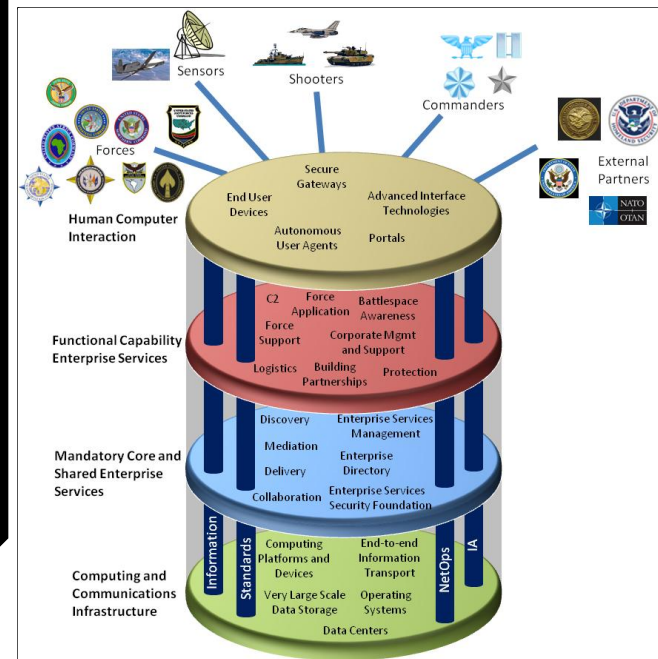 Sensors
Shooters
Commanders
Forces
External
Partners
NATO
OTAN
Human Computer
Interaction
Secure
Gateways
End User
Devices
Advanced Interface
Technologies
Autonomous
User Agents
Portals
Functional Capability
Enterprise Services
C2
Force
Application
Battlespace
Awareness
Force
Support
Corporate Mgmt
and Support
Logistics
Building
Partnerships
Protection
Mandatory Core and
Shared Enterprise
Services
Discovery
Enterprise Services
Management
Mediation
Enterprise
Directory
Delivery
Collaboration
Enterprise Services
Security Foundation
Computing and
Communications
Infrastructure
Information
Standards
NetOps
IA
Computing
Platforms and
Devices
End-to-end
Information
Transport
Very Large Scale
Data Storage
Operating
Systems
Data Centers